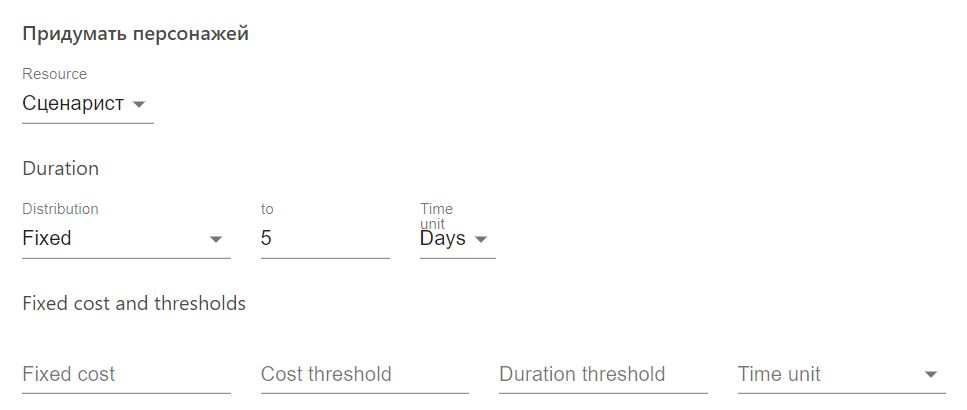 Придумать персонажей
Resource
Сценарист
Duration
Distribution to Time unit
Fixed 5 Days
Fixed cost and thresholds
Fixed cost Cost threshold Duration threshold Time unit